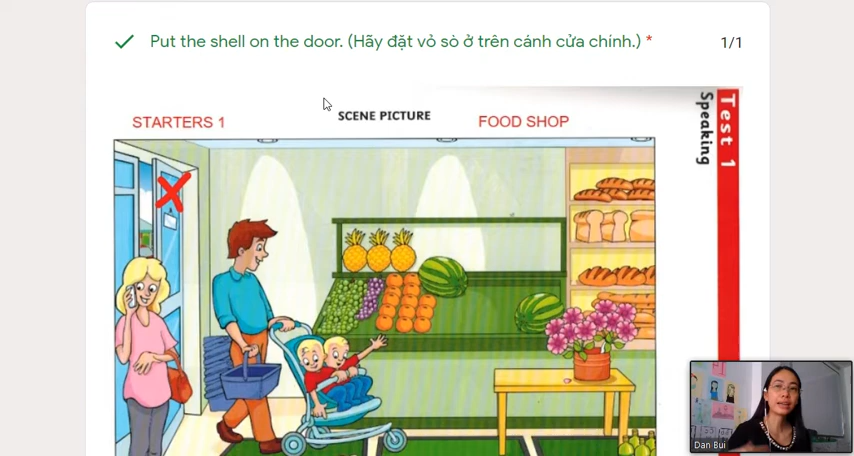 Put the shell on the door. (Hãy đặt vỏ sò ở trên cánh cửa chính.) *
1/1
STARTERS 1
SCENE PICTURE
FOOD SHOP
Test 1
Speaking
Dan Bui